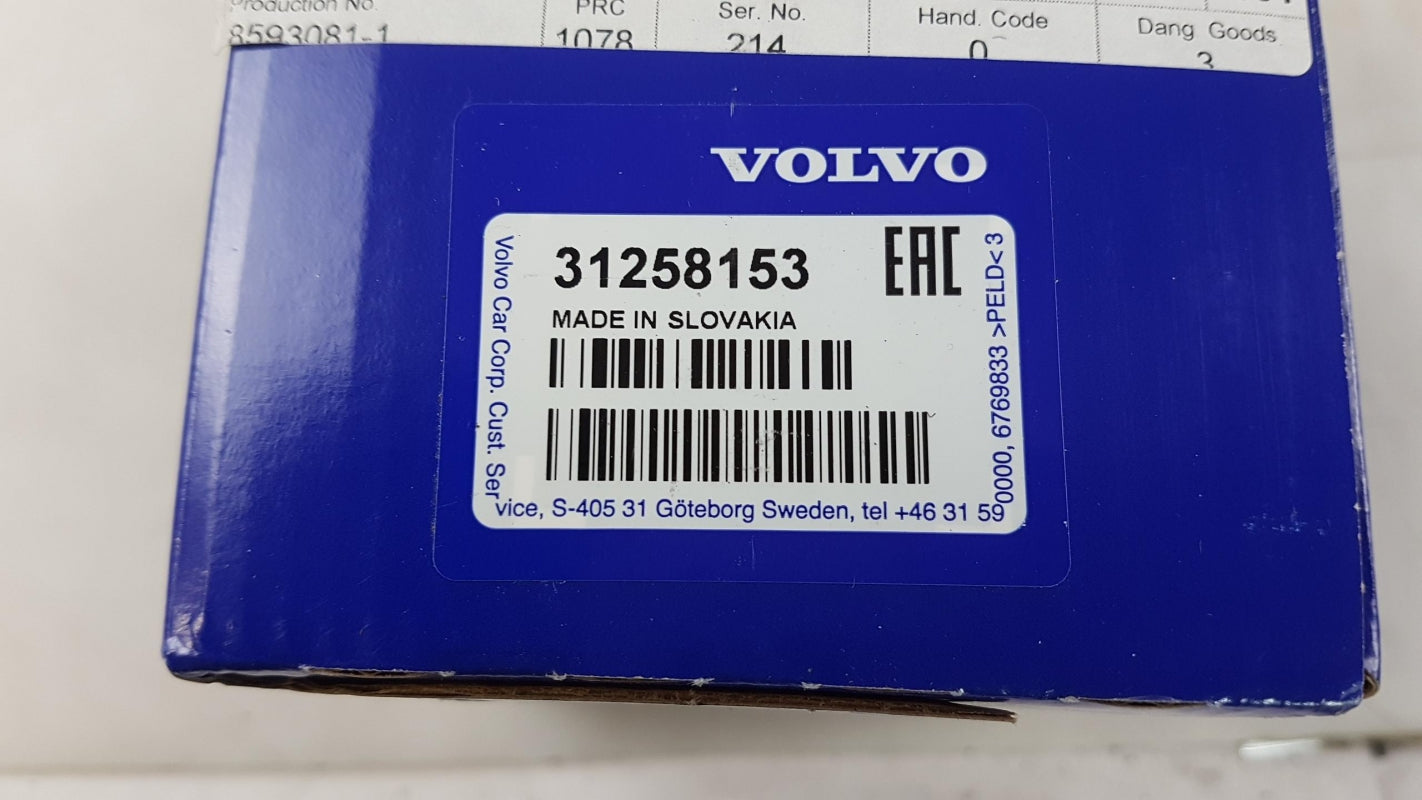 Production No.
PRC
Ser. No.
Hand. Code
Dang Goods
8593081-1
1078
214
0
3
VOLVO
31258153
EAC
MADE IN SLOVAKIA
Volvo Car Corp. Cust. Service, S-405 31 Göteborg Sweden, tel +46 31 590000, 6769833 >PELD< 3